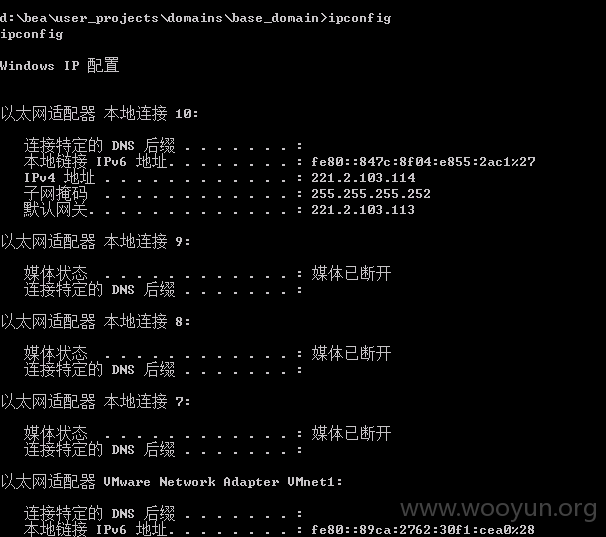 d:\bea\user_projects\domains\base_domain>ipconfig
ipconfig
Windows IP 配置
以太网适配器 本地连接 10:
连接特定的 DNS 后缀 . . . . . . . :
本地链接 IPv6 地址. . . . . . . . : fe80::847c:8f04:e855:2ac1%27
IPv4 地址 . . . . . . . . . . . . : 221.2.103.114
子网掩码 . . . . . . . . . . . . : 255.255.255.252
默认网关. . . . . . . . . . . . . : 221.2.103.113
以太网适配器 本地连接 9:
媒体状态 . . . . . . . . . . . . : 媒体已断开
连接特定的 DNS 后缀 . . . . . . . :
以太网适配器 本地连接 8:
媒体状态 . . . . . . . . . . . . : 媒体已断开
连接特定的 DNS 后缀 . . . . . . . :
以太网适配器 本地连接 7:
媒体状态 . . . . . . . . . . . . : 媒体已断开
连接特定的 DNS 后缀 . . . . . . . :
以太网适配器 VMware Network Adapter VMnet1:
连接特定的 DNS 后缀 . . . . . . . :
本地链接 IPv6 地址. . . . . . . . : fe80::89ca:2762:30f1:cea0%28
www.wooyun.org